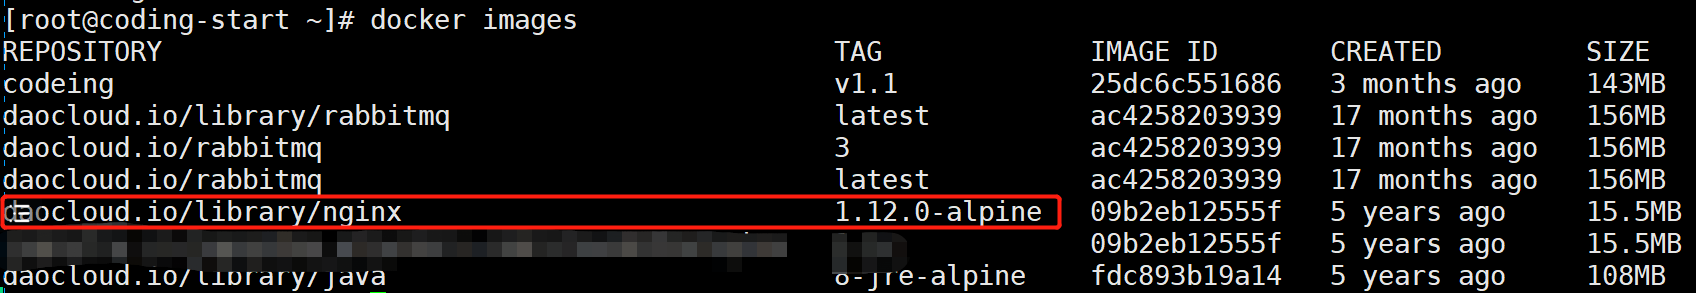 [root@coding-start ~]# docker images
REPOSITORY TAG IMAGE ID CREATED SIZE
codeing v1.1 25dc6c551686 3 months ago 143MB
daocloud.io/library/rabbitmq latest ac4258203939 17 months ago 156MB
daocloud.io/rabbitmq 3 ac4258203939 17 months ago 156MB
daocloud.io/rabbitmq latest ac4258203939 17 months ago 156MB
daocloud.io/library/nginx 1.12.0-alpine 09b2eb12555f 5 years ago 15.5MB
09b2eb12555f 5 years ago 15.5MB
daocloud.io/library/java 8-jre-alpine fdc893b19a14 5 years ago 108MB